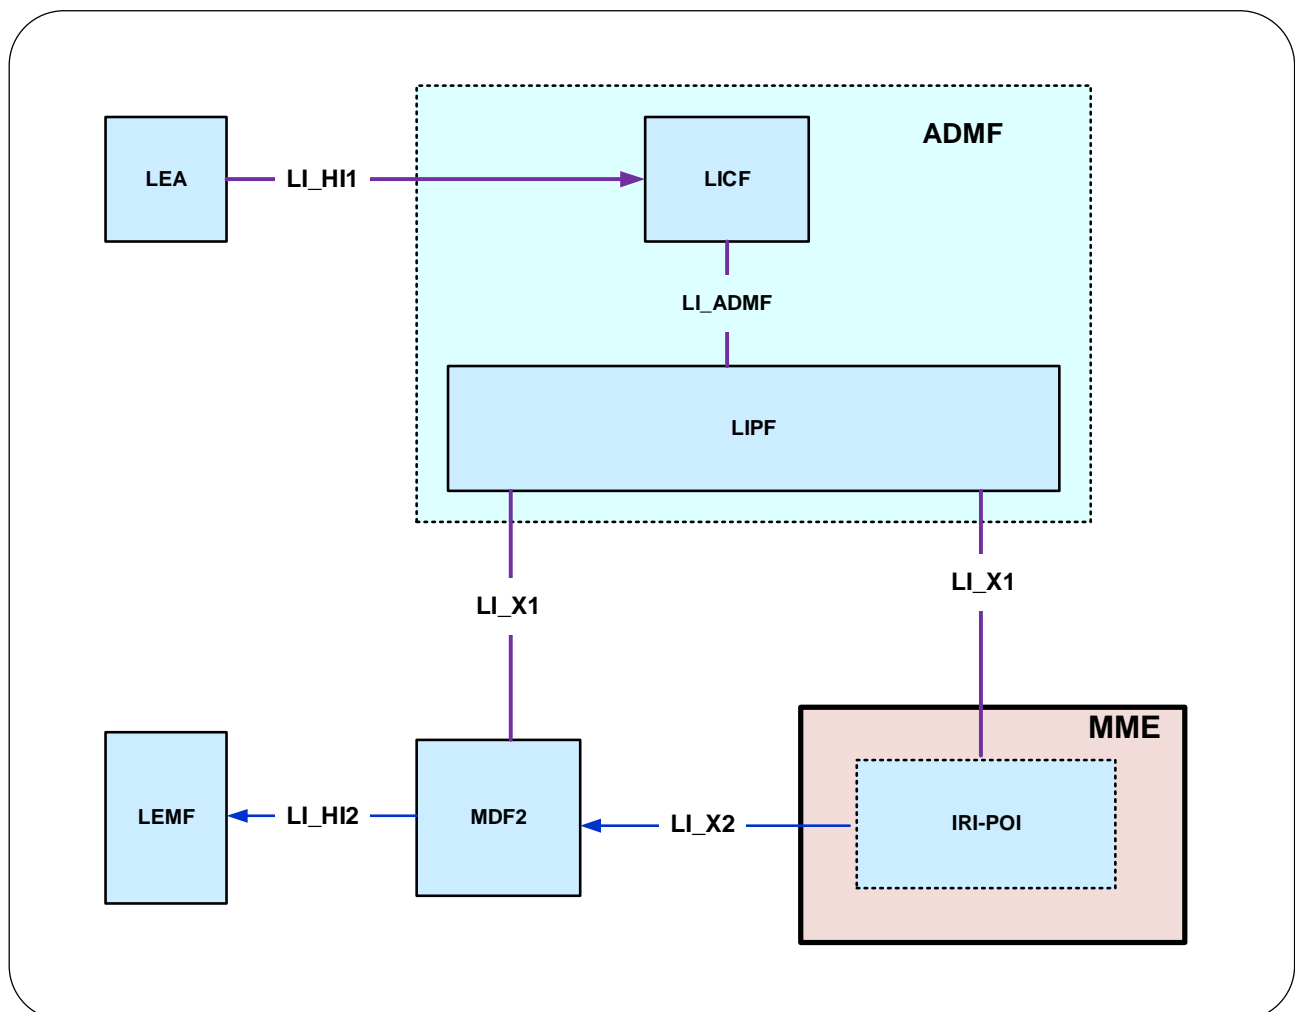 ADMF
LEA
LI_HI1
LICF
LI_ADMF
LIPF
LI_X1
LI_X1
MME
LEMF
LI_HI2
MDF2
LI_X2
IRI-POI